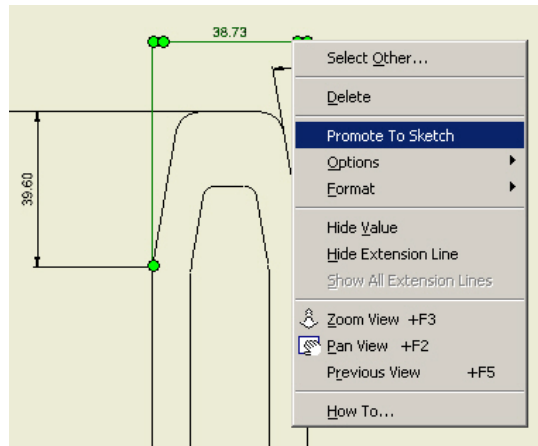 38.73
Select Other...
Delete
Promote To Sketch
Options
Format
39.60
Hide Value
Hide Extension Line
Show All Extension Lines
Zoom View +F3
Pan View +F2
Previous View +F5
How To...